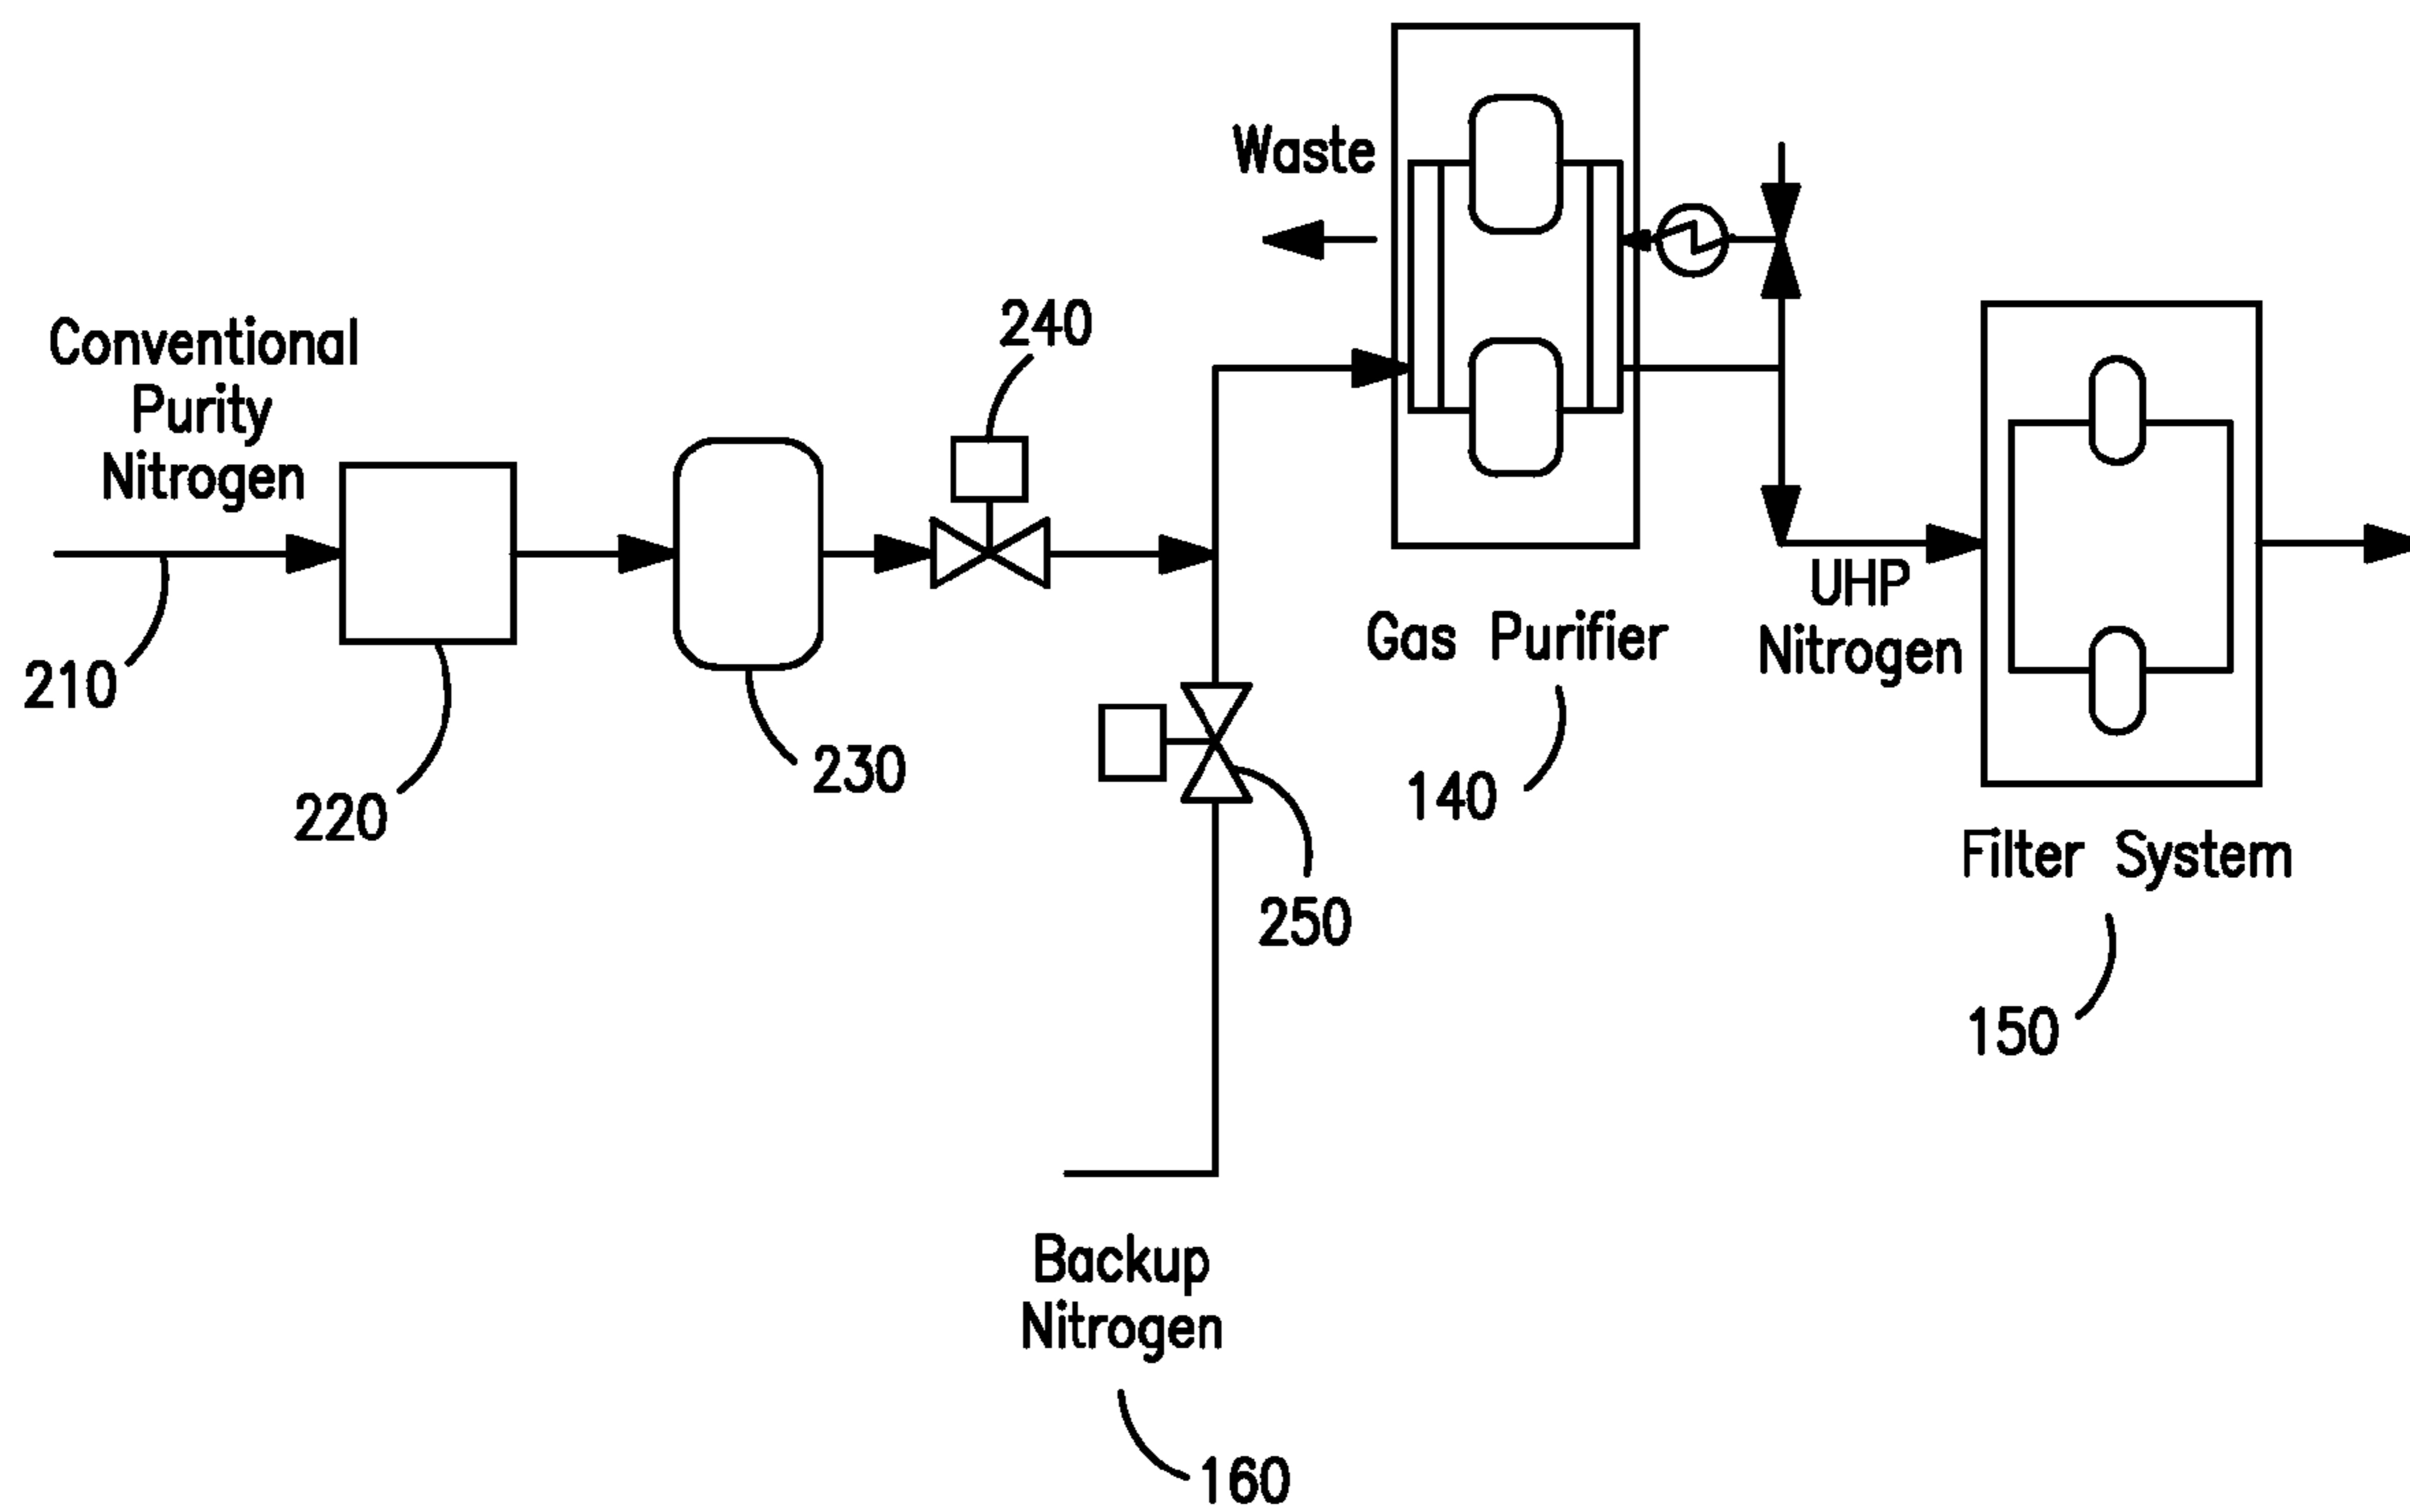 Waste
Conventional
Purity
Nitrogen
240
210
220
230
250
Gas Purifier
140
UHP
Nitrogen
Filter System
150
Backup
Nitrogen
160